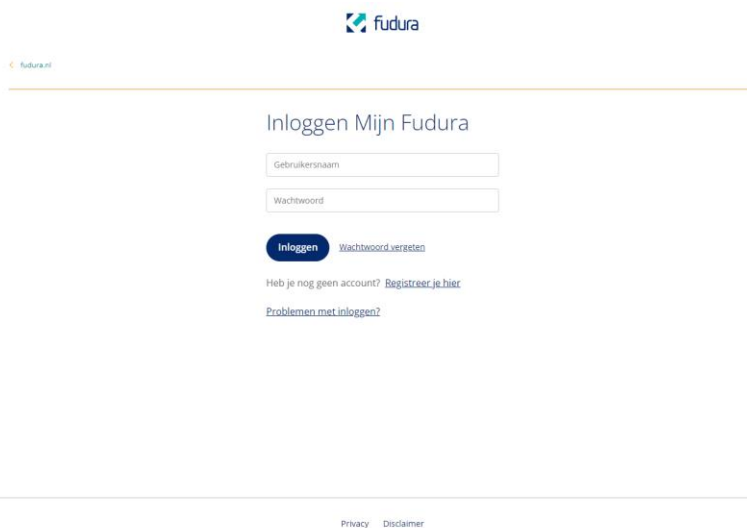 fudura
fudura.nl
Inloggen Mijn Fudura
Gebruikersnaam
Wachtwoord
Inloggen Wachtwoord vergeten
Heb je nog geen account? Registreer je hier
Problemen met inloggen?
Privacy Disclaimer